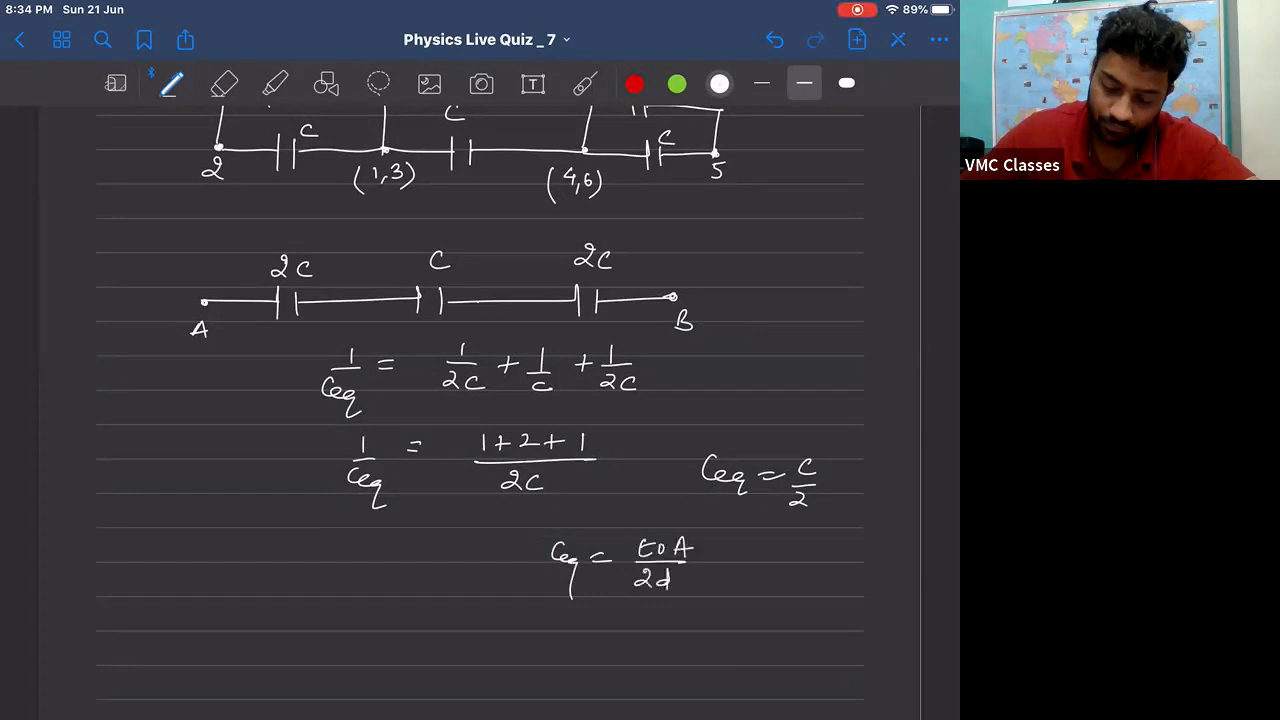 8:34 PM Sun 21 Jun
89%
Physics Live Quiz _ 7
T
VMC Classes
C
C
C
2
(1,3)
(4,6)
5
2C
C
2C
A
B
1/Ceq = 1/2C + 1/C + 1/2C
1/Ceq = 1+2+1/2C
Ceq = C/2
Ceq = ε0A/2d